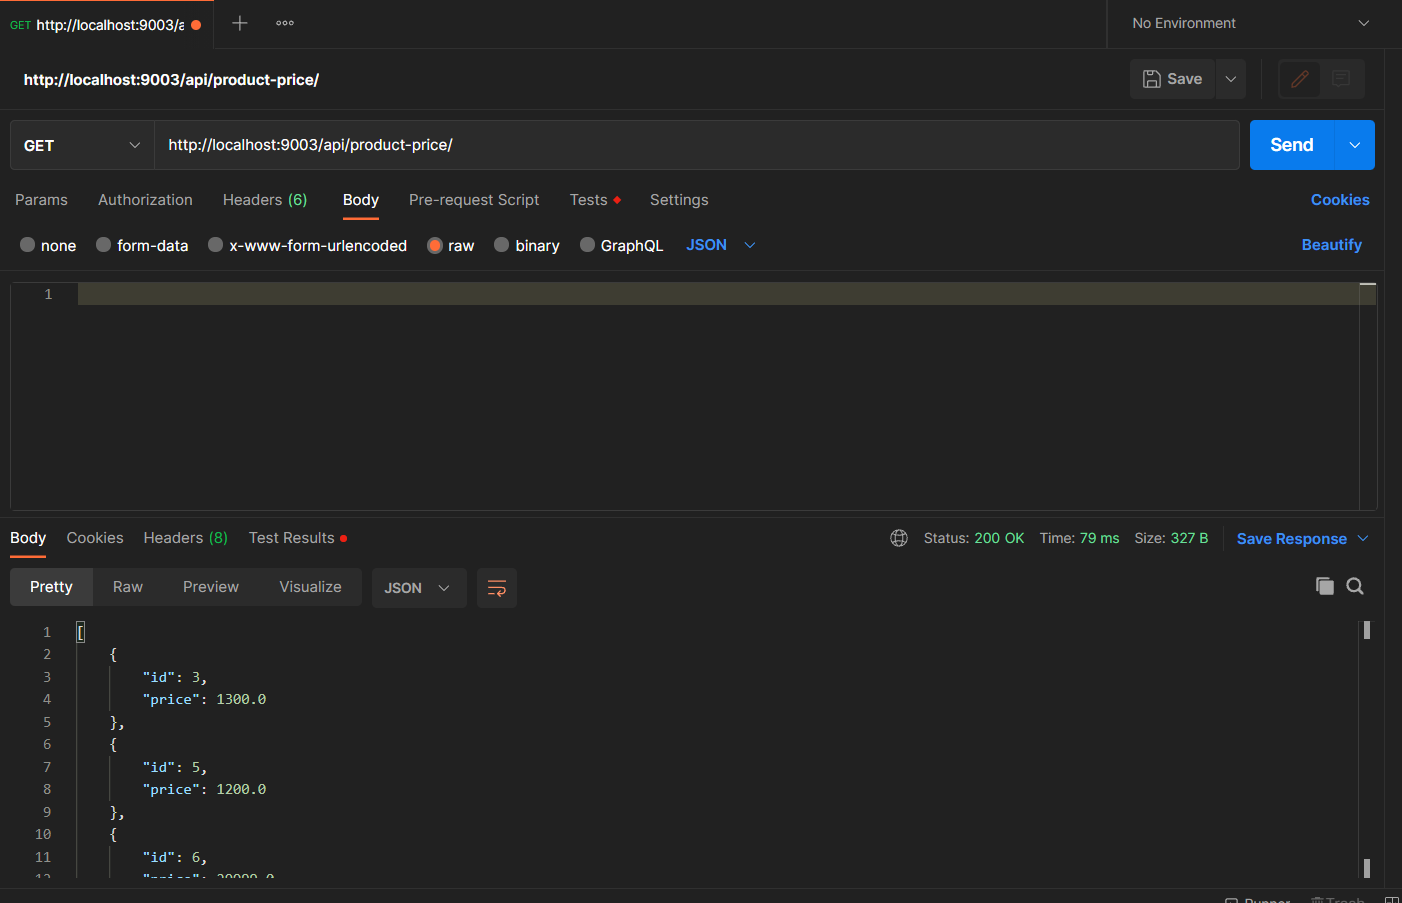 GET http://localhost:9003/a
No Environment
http://localhost:9003/api/product-price/
Save
GET http://localhost:9003/api/product-price/ Send
Params Authorization Headers (6) Body Pre-request Script Tests Settings Cookies
none form-data x-www-form-urlencoded raw binary GraphQL JSON Beautify
1
Body Cookies Headers (8) Test Results Status: 200 OK Time: 79 ms Size: 327 B Save Response
Pretty Raw Preview Visualize JSON
1 [
2 {
3 "id": 3,
4 "price": 1300.0
5 },
6 {
7 "id": 5,
8 "price": 1200.0
9 },
10 {
11 "id": 6,
12 "price":
Runner Trash